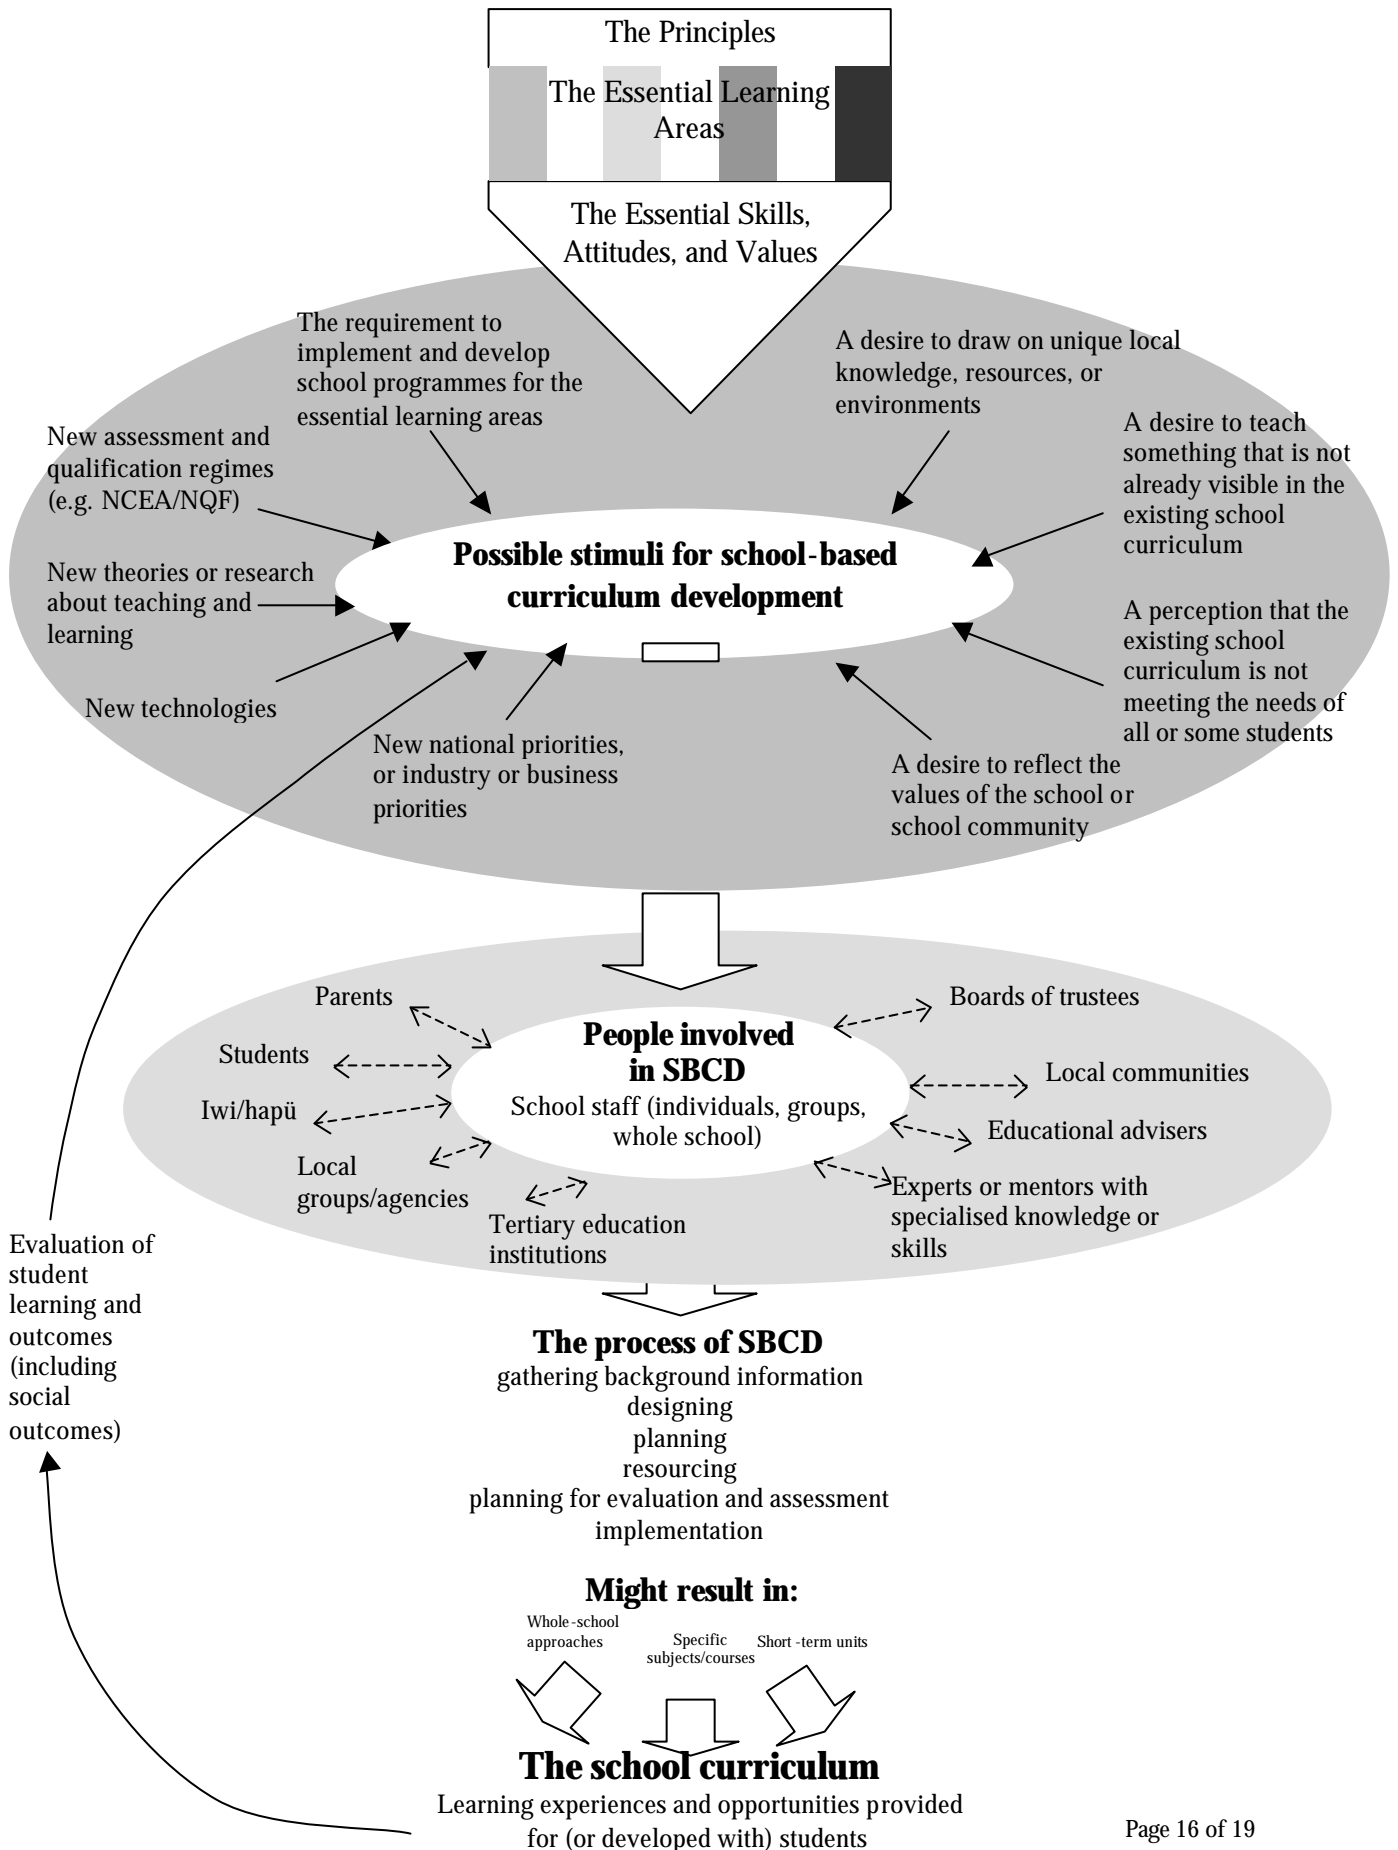 The Principles
The Essential Learning
Areas
The Essential Skills,
Attitudes, and Values
The requirement to
implement and develop
school programmes for the
essential learning areas
A desire to draw on unique local
knowledge, resources, or
environments
New assessment and
qualification regimes
(e.g. NCEA/NQF)
A desire to teach
something that is not
already visible in the
existing school
curriculum
Possible stimuli for school-based
curriculum development
New theories or research
about teaching and
learning
A perception that the
existing school
curriculum is not
meeting the needs of
all or some students
New technologies
New national priorities,
or industry or business
priorities
A desire to reflect the
values of the school or
school community
Parents
Boards of trustees
People involved
in SBCD
School staff (individuals, groups,
whole school)
Students
Local communities
Iwi/hapü
Educational advisers
Local
groups/agencies
Experts or mentors with
specialised knowledge or
skills
Tertiary education
institutions
Evaluation of
student
learning and
outcomes
(including
social
outcomes)
The process of SBCD
gathering background information
designing
planning
resourcing
planning for evaluation and assessment
implementation
Might result in:
Whole-school
approaches
Specific
subjects/courses
Short-term units
The school curriculum
Learning experiences and opportunities provided
for (or developed with) students
Page 16 of 19